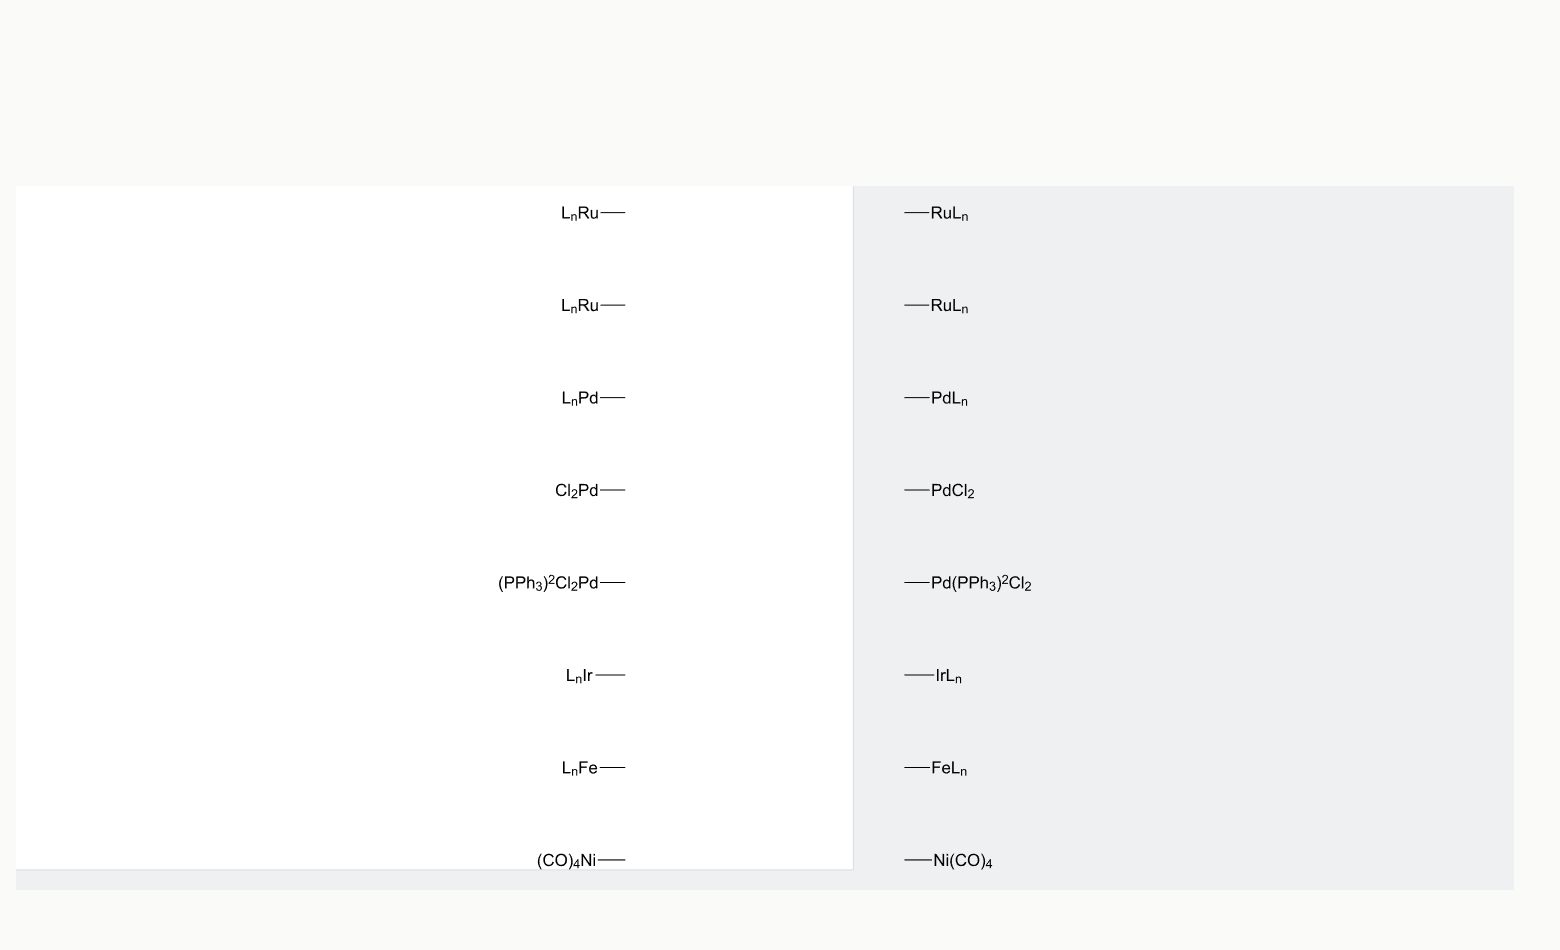 LnRu RuLn
LnRu RuLn
LnPd PdLn
Cl2Pd PdCl2
(PPh3)2Cl2Pd Pd(PPh3)2Cl2
LnIr IrLn
LnFe FeLn
(CO)4Ni Ni(CO)4